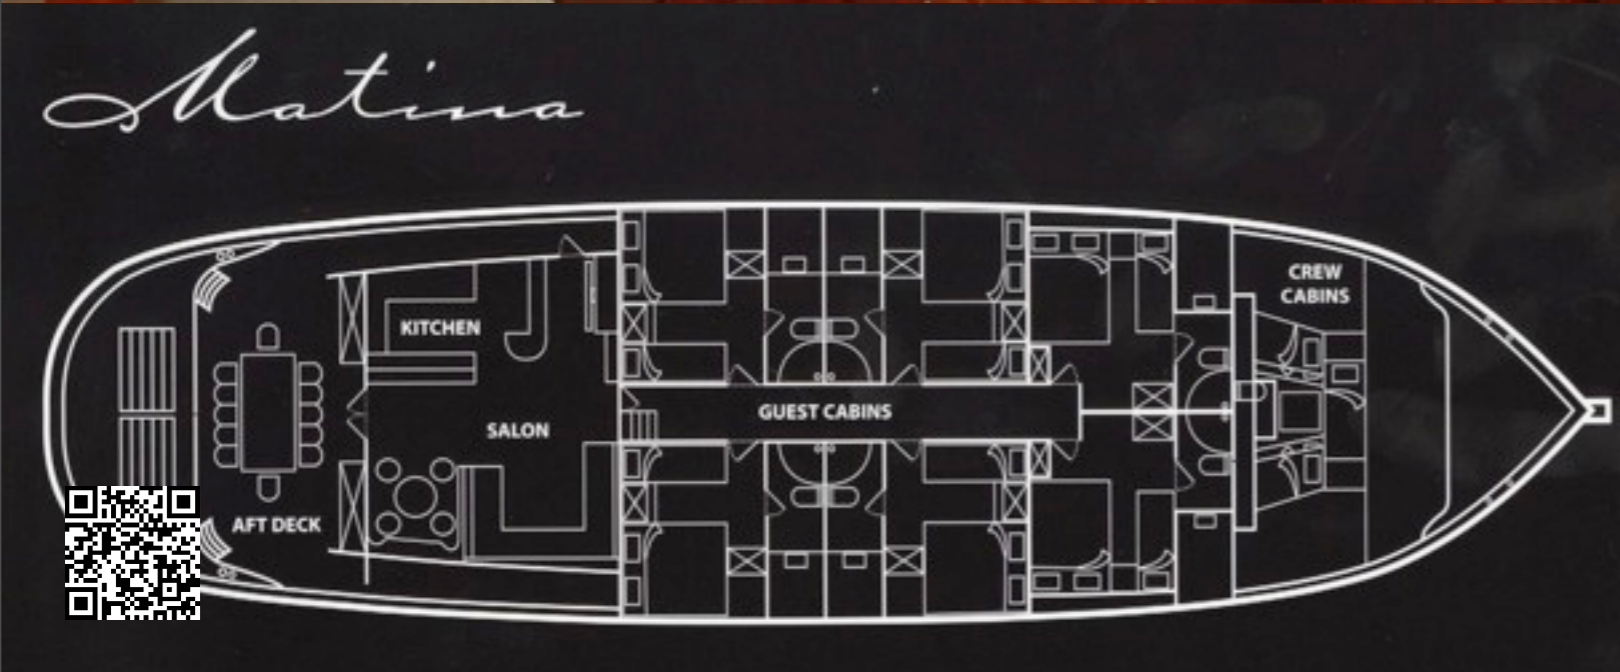 Matina
CREW
CABINS
KITCHEN
GUEST CABINS
SALON
AFT DECK